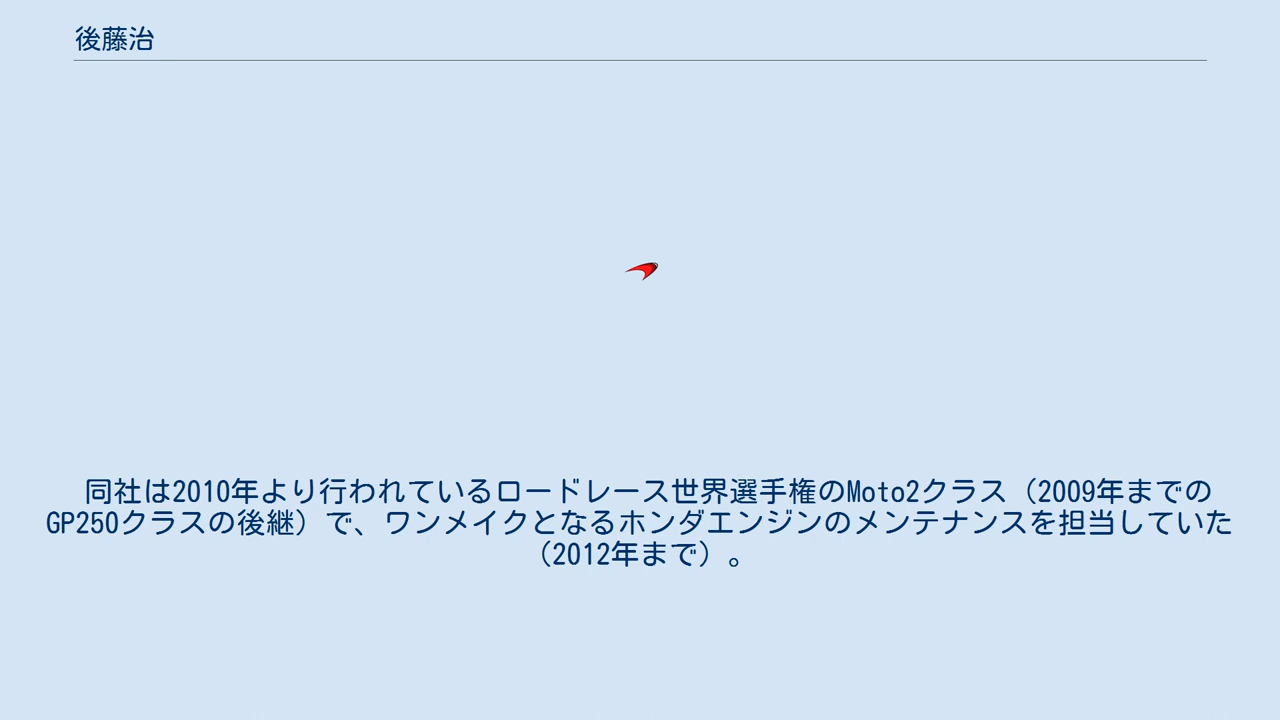 後藤治
同社は2010年より行われているロードレース世界選手権のMoto2クラス（2009年までの
GP250クラスの後継）で、ワンメイクとなるホンダエンジンのメンテナンスを担当していた
（2012年まで）。